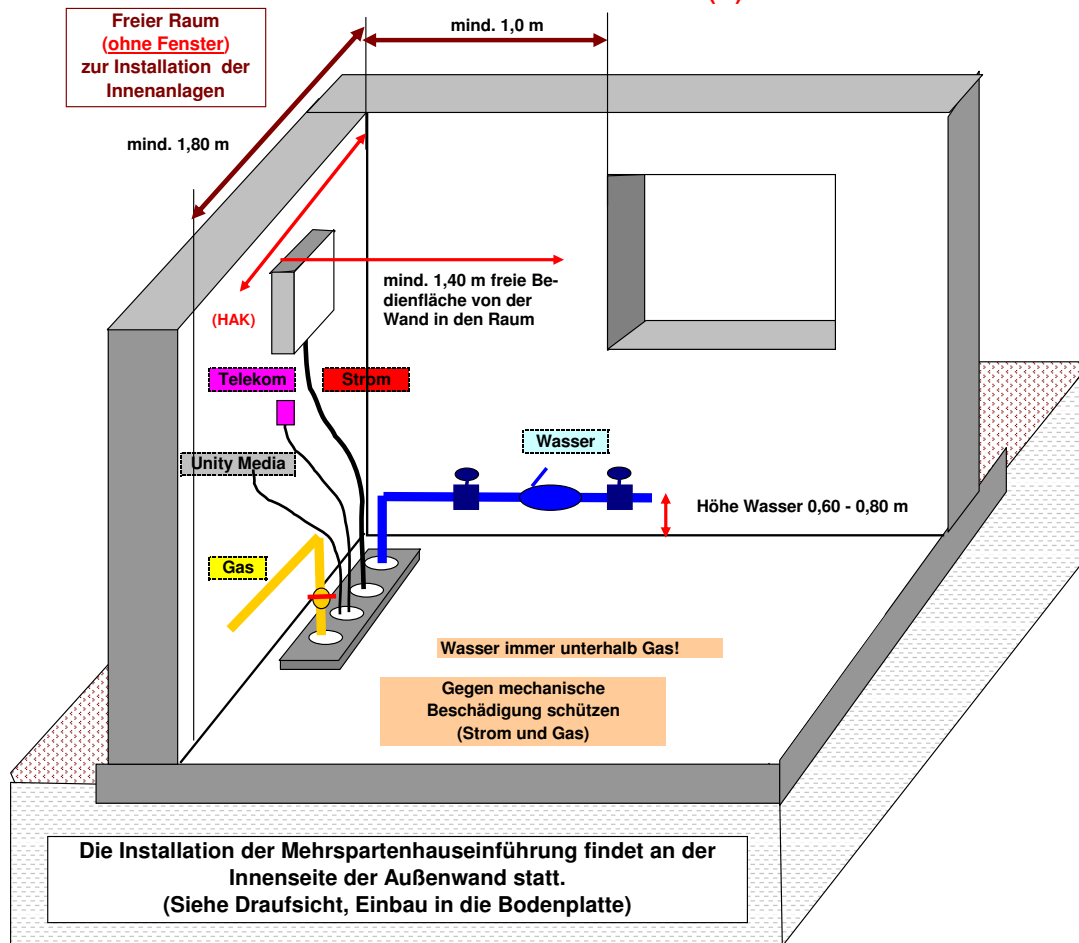 Freier Raum
(ohne Fenster)
zur Installation der
Innenanlagen
mind. 1,0 m
mind. 1,80 m
mind. 1,40 m freie Be-
dienfläche von der
Wand in den Raum
(HAK)
Telekom
Strom
Unity Media
Wasser
Höhe Wasser 0,60 - 0,80 m
Gas
Wasser immer unterhalb Gas!
Gegen mechanische
Beschädigung schützen
(Strom und Gas)
Die Installation der Mehrspartenhauseinführung findet an der
Innenseite der Außenwand statt.
(Siehe Draufsicht, Einbau in die Bodenplatte)